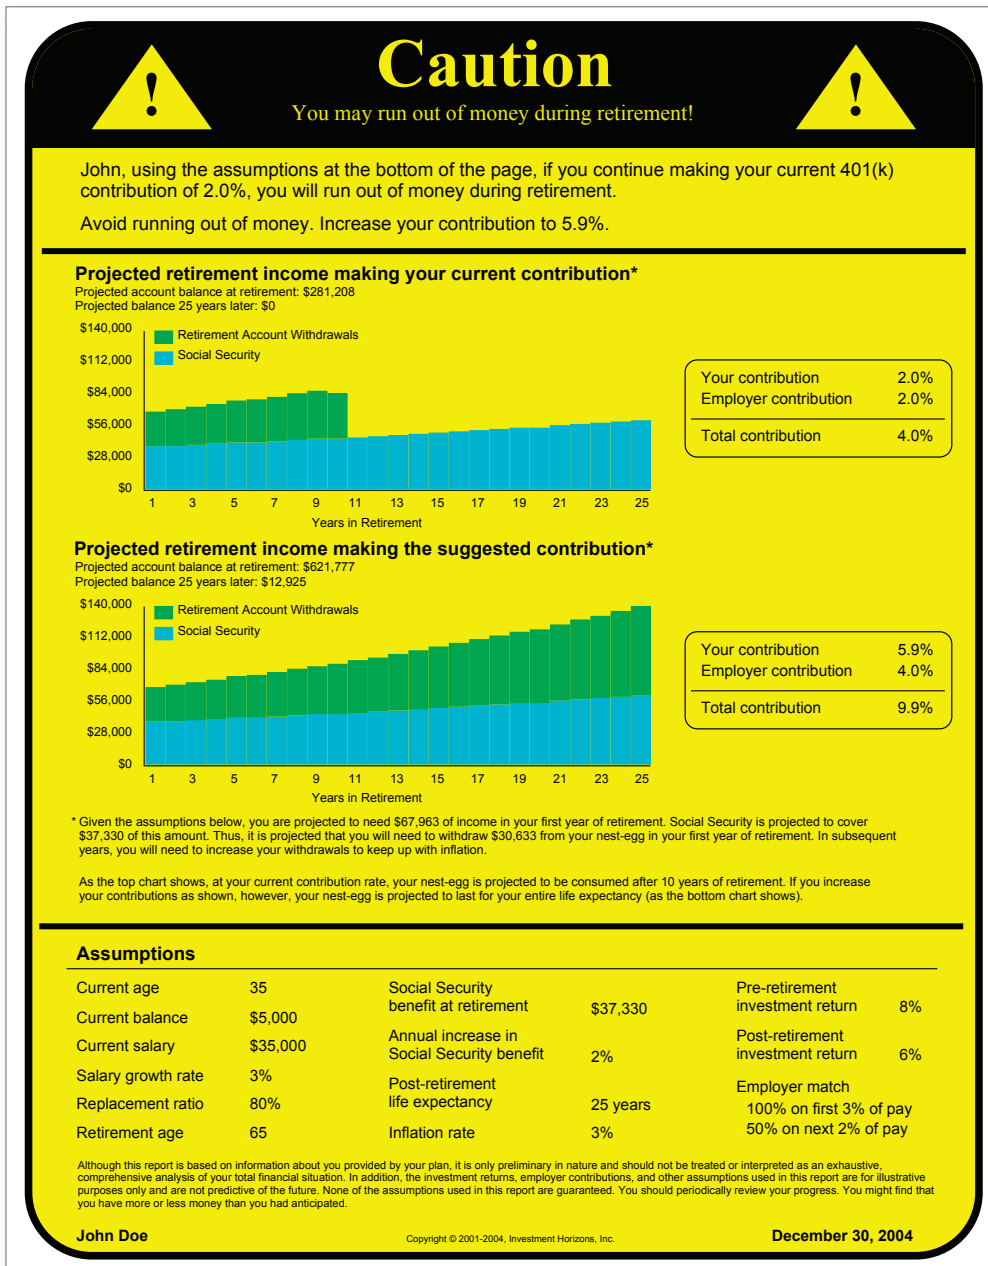 Caution
You may run out of money during retirement!
!
!
John, using the assumptions at the bottom of the page, if you continue making your current 401(k)
contribution of 2.0%, you will run out of money during retirement.
Avoid running out of money. Increase your contribution to 5.9%.
Projected retirement income making your current contribution*
Projected account balance at retirement: $281,208
Projected balance 25 years later: $0
$140,000
$112,000
$84,000
$56,000
$28,000
$0
Retirement Account Withdrawals
Social Security
1 3 5 7 9 11 13 15 17 19 21 23 25
Years in Retirement
Your contribution 2.0%
Employer contribution 2.0%
Total contribution 4.0%
Projected retirement income making the suggested contribution*
Projected account balance at retirement: $621,777
Projected balance 25 years later: $12,925
$140,000
$112,000
$84,000
$56,000
$28,000
$0
Retirement Account Withdrawals
Social Security
1 3 5 7 9 11 13 15 17 19 21 23 25
Years in Retirement
Your contribution 5.9%
Employer contribution 4.0%
Total contribution 9.9%
* Given the assumptions below, you are projected to need $67,963 of income in your first year of retirement. Social Security is projected to cover
$37,330 of this amount. Thus, it is projected that you will need to withdraw $30,633 from your nest-egg in your first year of retirement. In subsequent
years, you will need to increase your withdrawals to keep up with inflation.
As the top chart shows, at your current contribution rate, your nest-egg is projected to be consumed after 10 years of retirement. If you increase
your contributions as shown, however, your nest-egg is projected to last for your entire life expectancy (as the bottom chart shows).
Assumptions
Current age 35
Current balance $5,000
Current salary $35,000
Salary growth rate 3%
Replacement ratio 80%
Retirement age 65
Social Security
benefit at retirement $37,330
Annual increase in
Social Security benefit 2%
Post-retirement
life expectancy 25 years
Inflation rate 3%
Pre-retirement
investment return 8%
Post-retirement
investment return 6%
Employer match
100% on first 3% of pay
50% on next 2% of pay
Although this report is based on information about you provided by your plan, it is only preliminary in nature and should not be treated or interpreted as an exhaustive,
comprehensive analysis of your total financial situation. In addition, the investment returns, employer contributions, and other assumptions used in this report are for illustrative
purposes only and are not predictive of the future. None of the assumptions used in this report are guaranteed. You should periodically review your progress. You might find that
you have more or less money than you had anticipated.
John Doe
Copyright © 2001-2004, Investment Horizons, Inc.
December 30, 2004